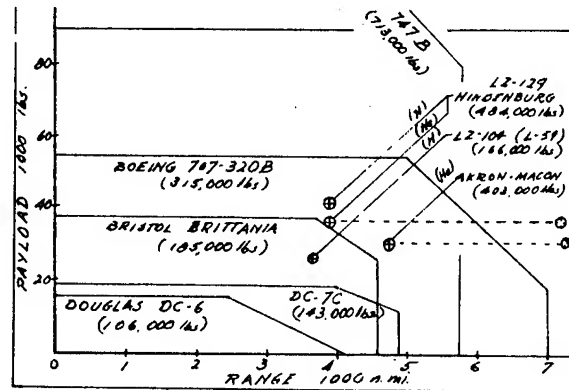 747 B
(713,000 lbs)
LZ-129
HINDENBURG
(484,000 lbs)
(H)
(He)
(H)
LZ-104 (L-59)
(166,000 lbs)
(He)
AKRON-MACON
(403,000 lbs)
BOEING 707-320B
(315,000 lbs)
BRISTOL BRITTANIA
(185,000 lbs)
DC-7C
(143,000 lbs)
DOUGLAS DC-6
(106,000 lbs)
PAYLOAD 1000 lbs.
80
60
40
20
0 1 2 3 4 5 6 7
RANGE 1000 n.mi.